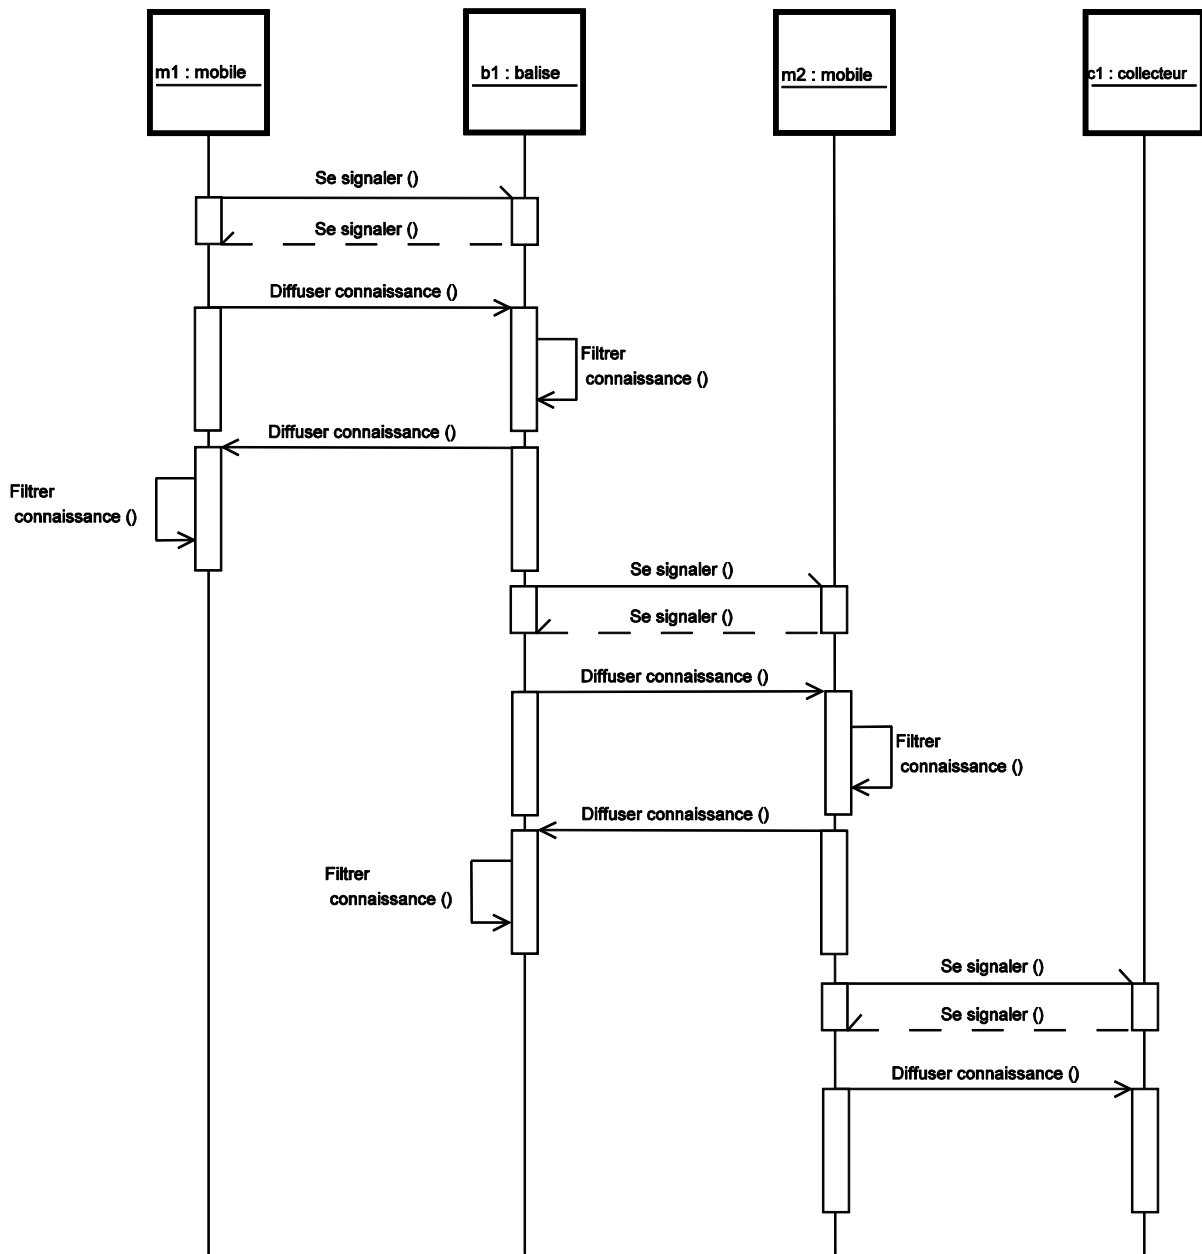 m1 : mobile
b1 : balise
m2 : mobile
c1 : collecteur
Se signaler ()
Se signaler ()
Diffuser connaissance ()
Filtrer
connaissance ()
Diffuser connaissance ()
Filtrer
connaissance ()
Se signaler ()
Se signaler ()
Diffuser connaissance ()
Filtrer
connaissance ()
Diffuser connaissance ()
Filtrer
connaissance ()
Se signaler ()
Se signaler ()
Diffuser connaissance ()